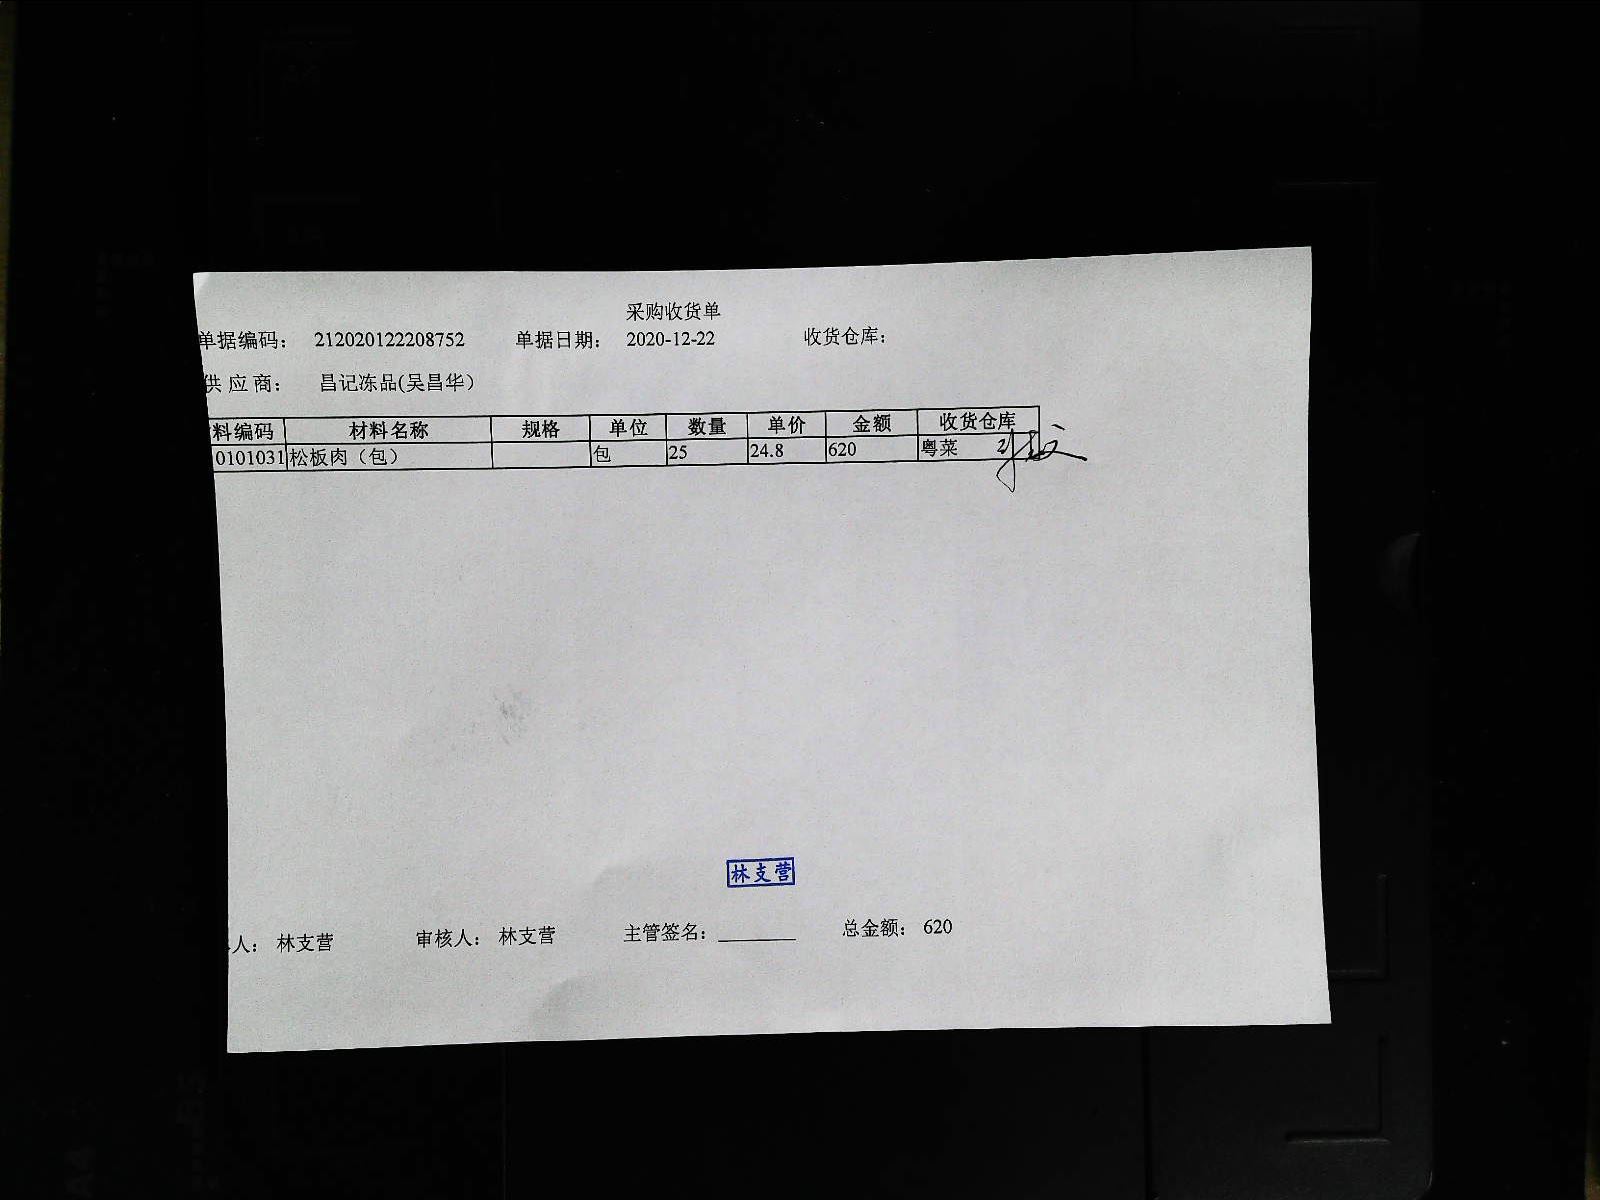 采购收货单
单据编码： 212020122208752 单据日期： 2020-12-22 收货仓库：
供应商： 昌记冻品(吴昌华）
料编码 材料名称 规格 单位 数量 单价 金额 收货仓库
0101031 松板肉（包） 包 25 24.8 620 粤菜
林支营
人： 林支营 审核人： 林支营 主管签名：________ 总金额： 620